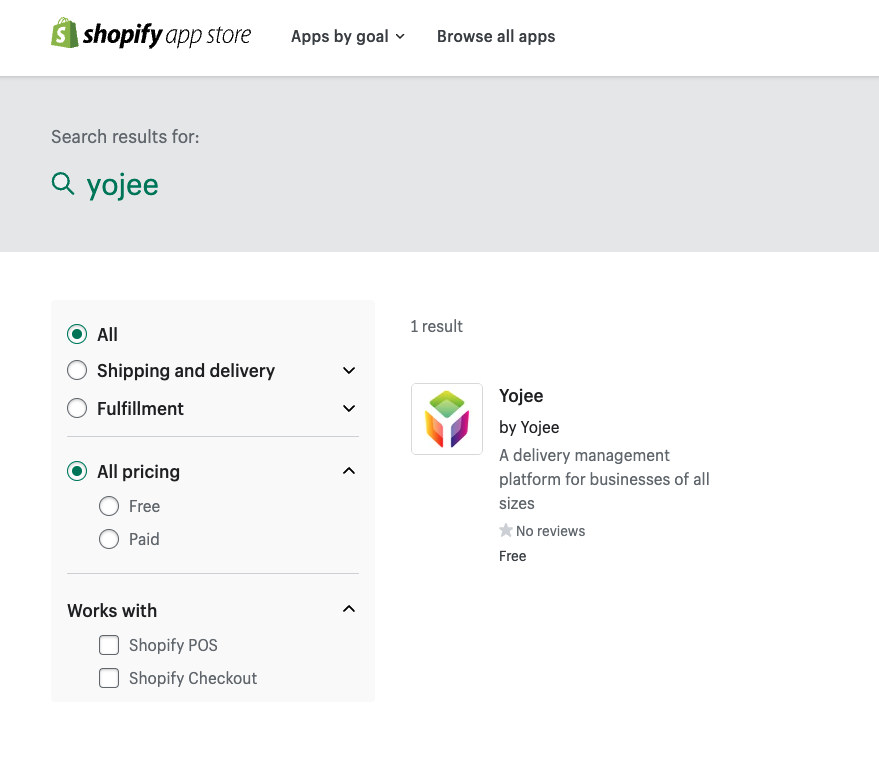 shopify app store
Apps by goal
Browse all apps
Search results for:
yojee
All
Shipping and delivery
Fulfillment
All pricing
Free
Paid
Works with
Shopify POS
Shopify Checkout
1 result
Yojee
by Yojee
A delivery management
platform for businesses of all
sizes
No reviews
Free